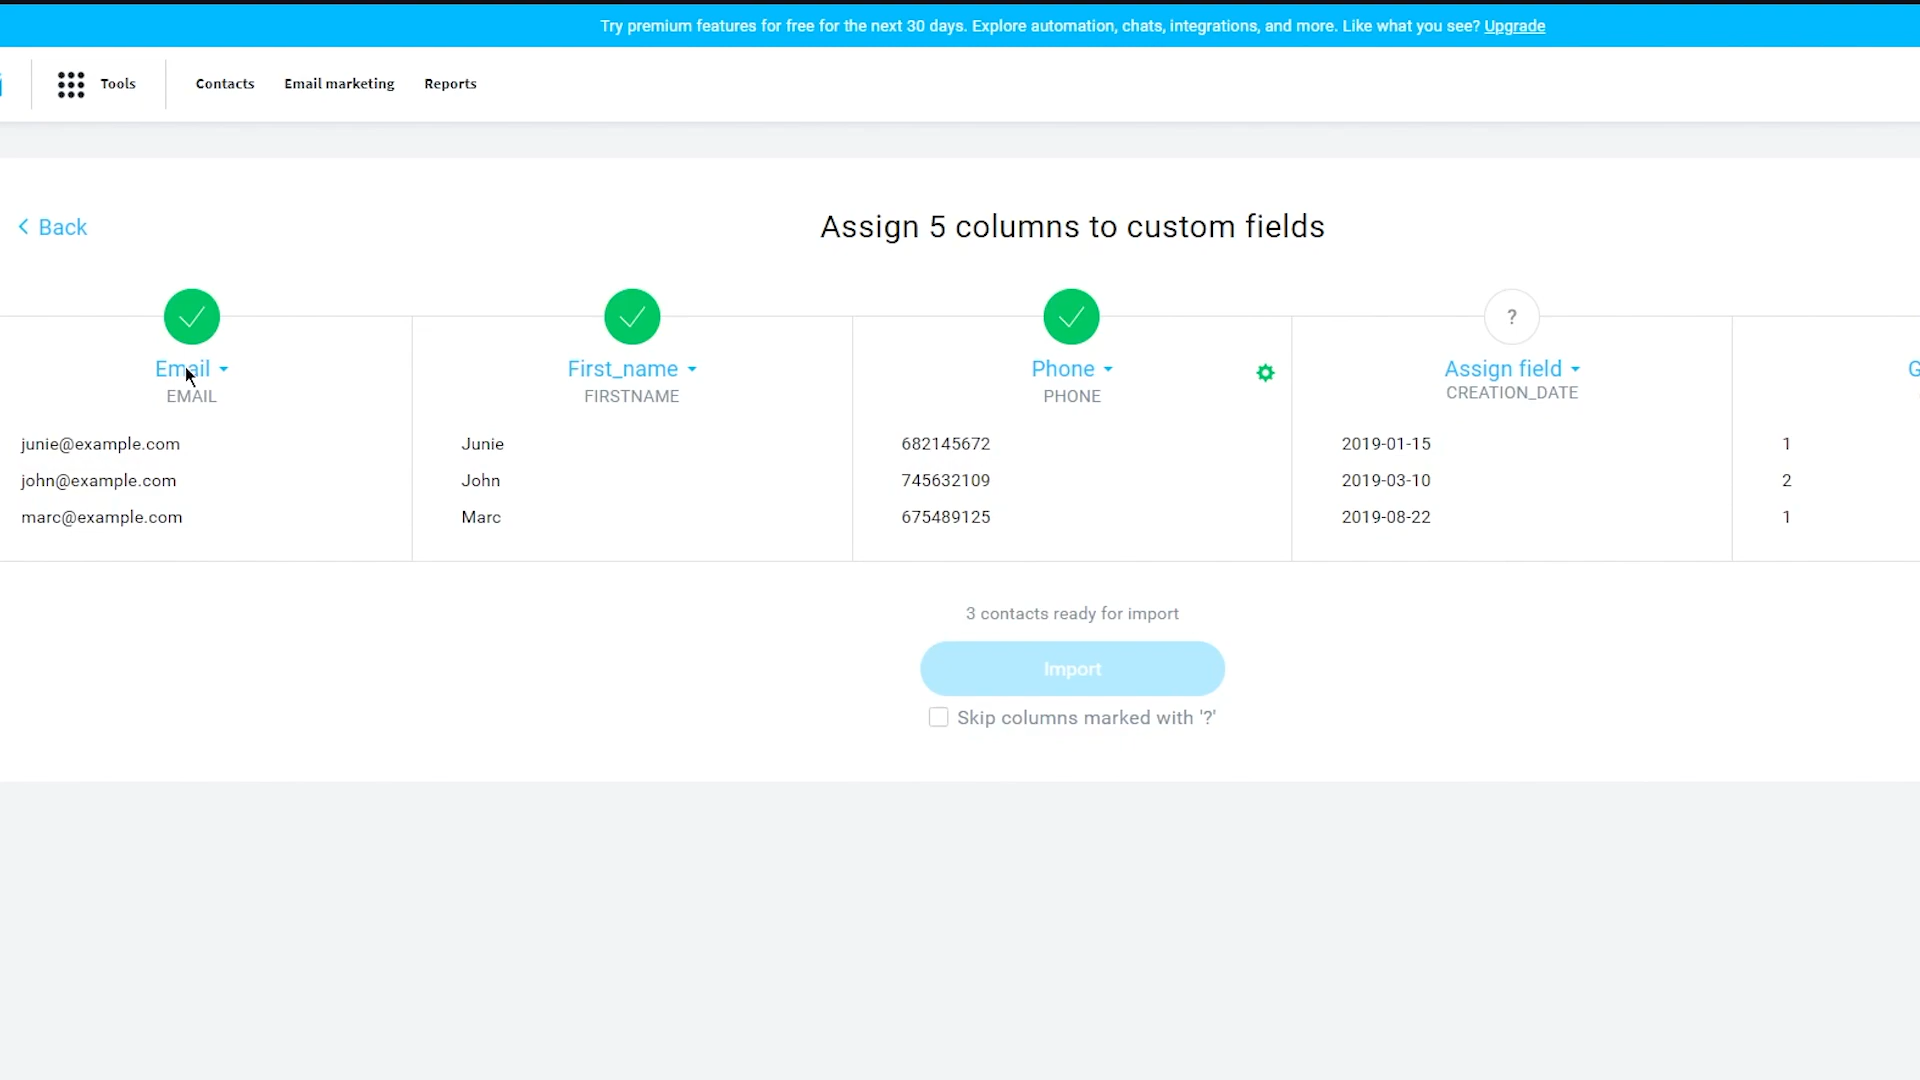 Try premium features for free for the next 30 days. Explore automation, chats, integrations, and more. Like what you see? Upgrade
Tools Contacts Email marketing Reports
Back
Assign 5 columns to custom fields
? 
Email First_name Phone Assign field G
EMAIL FIRSTNAME PHONE CREATION_DATE
junie@example.com Junie 682145672 2019-01-15 1
john@example.com John 745632109 2019-03-10 2
marc@example.com Marc 675489125 2019-08-22 1
3 contacts ready for import
Import
Skip columns marked with '?'